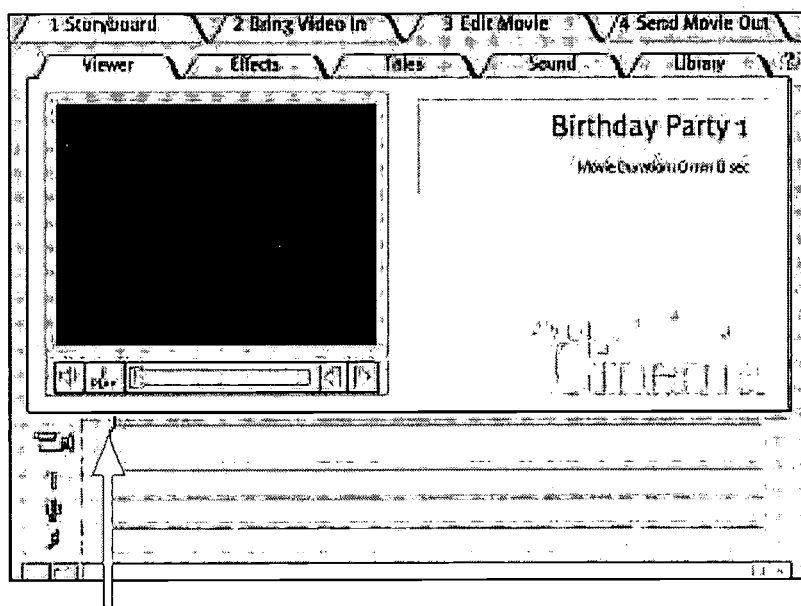 1 Storyboard 2 Bring Video In 3 Edit Movie 4 Send Movie Out
Viewer Effects Titles Sound Library ?
Birthday Party 1
Movie Duration: 0 min 0 sec
Play
Cinema